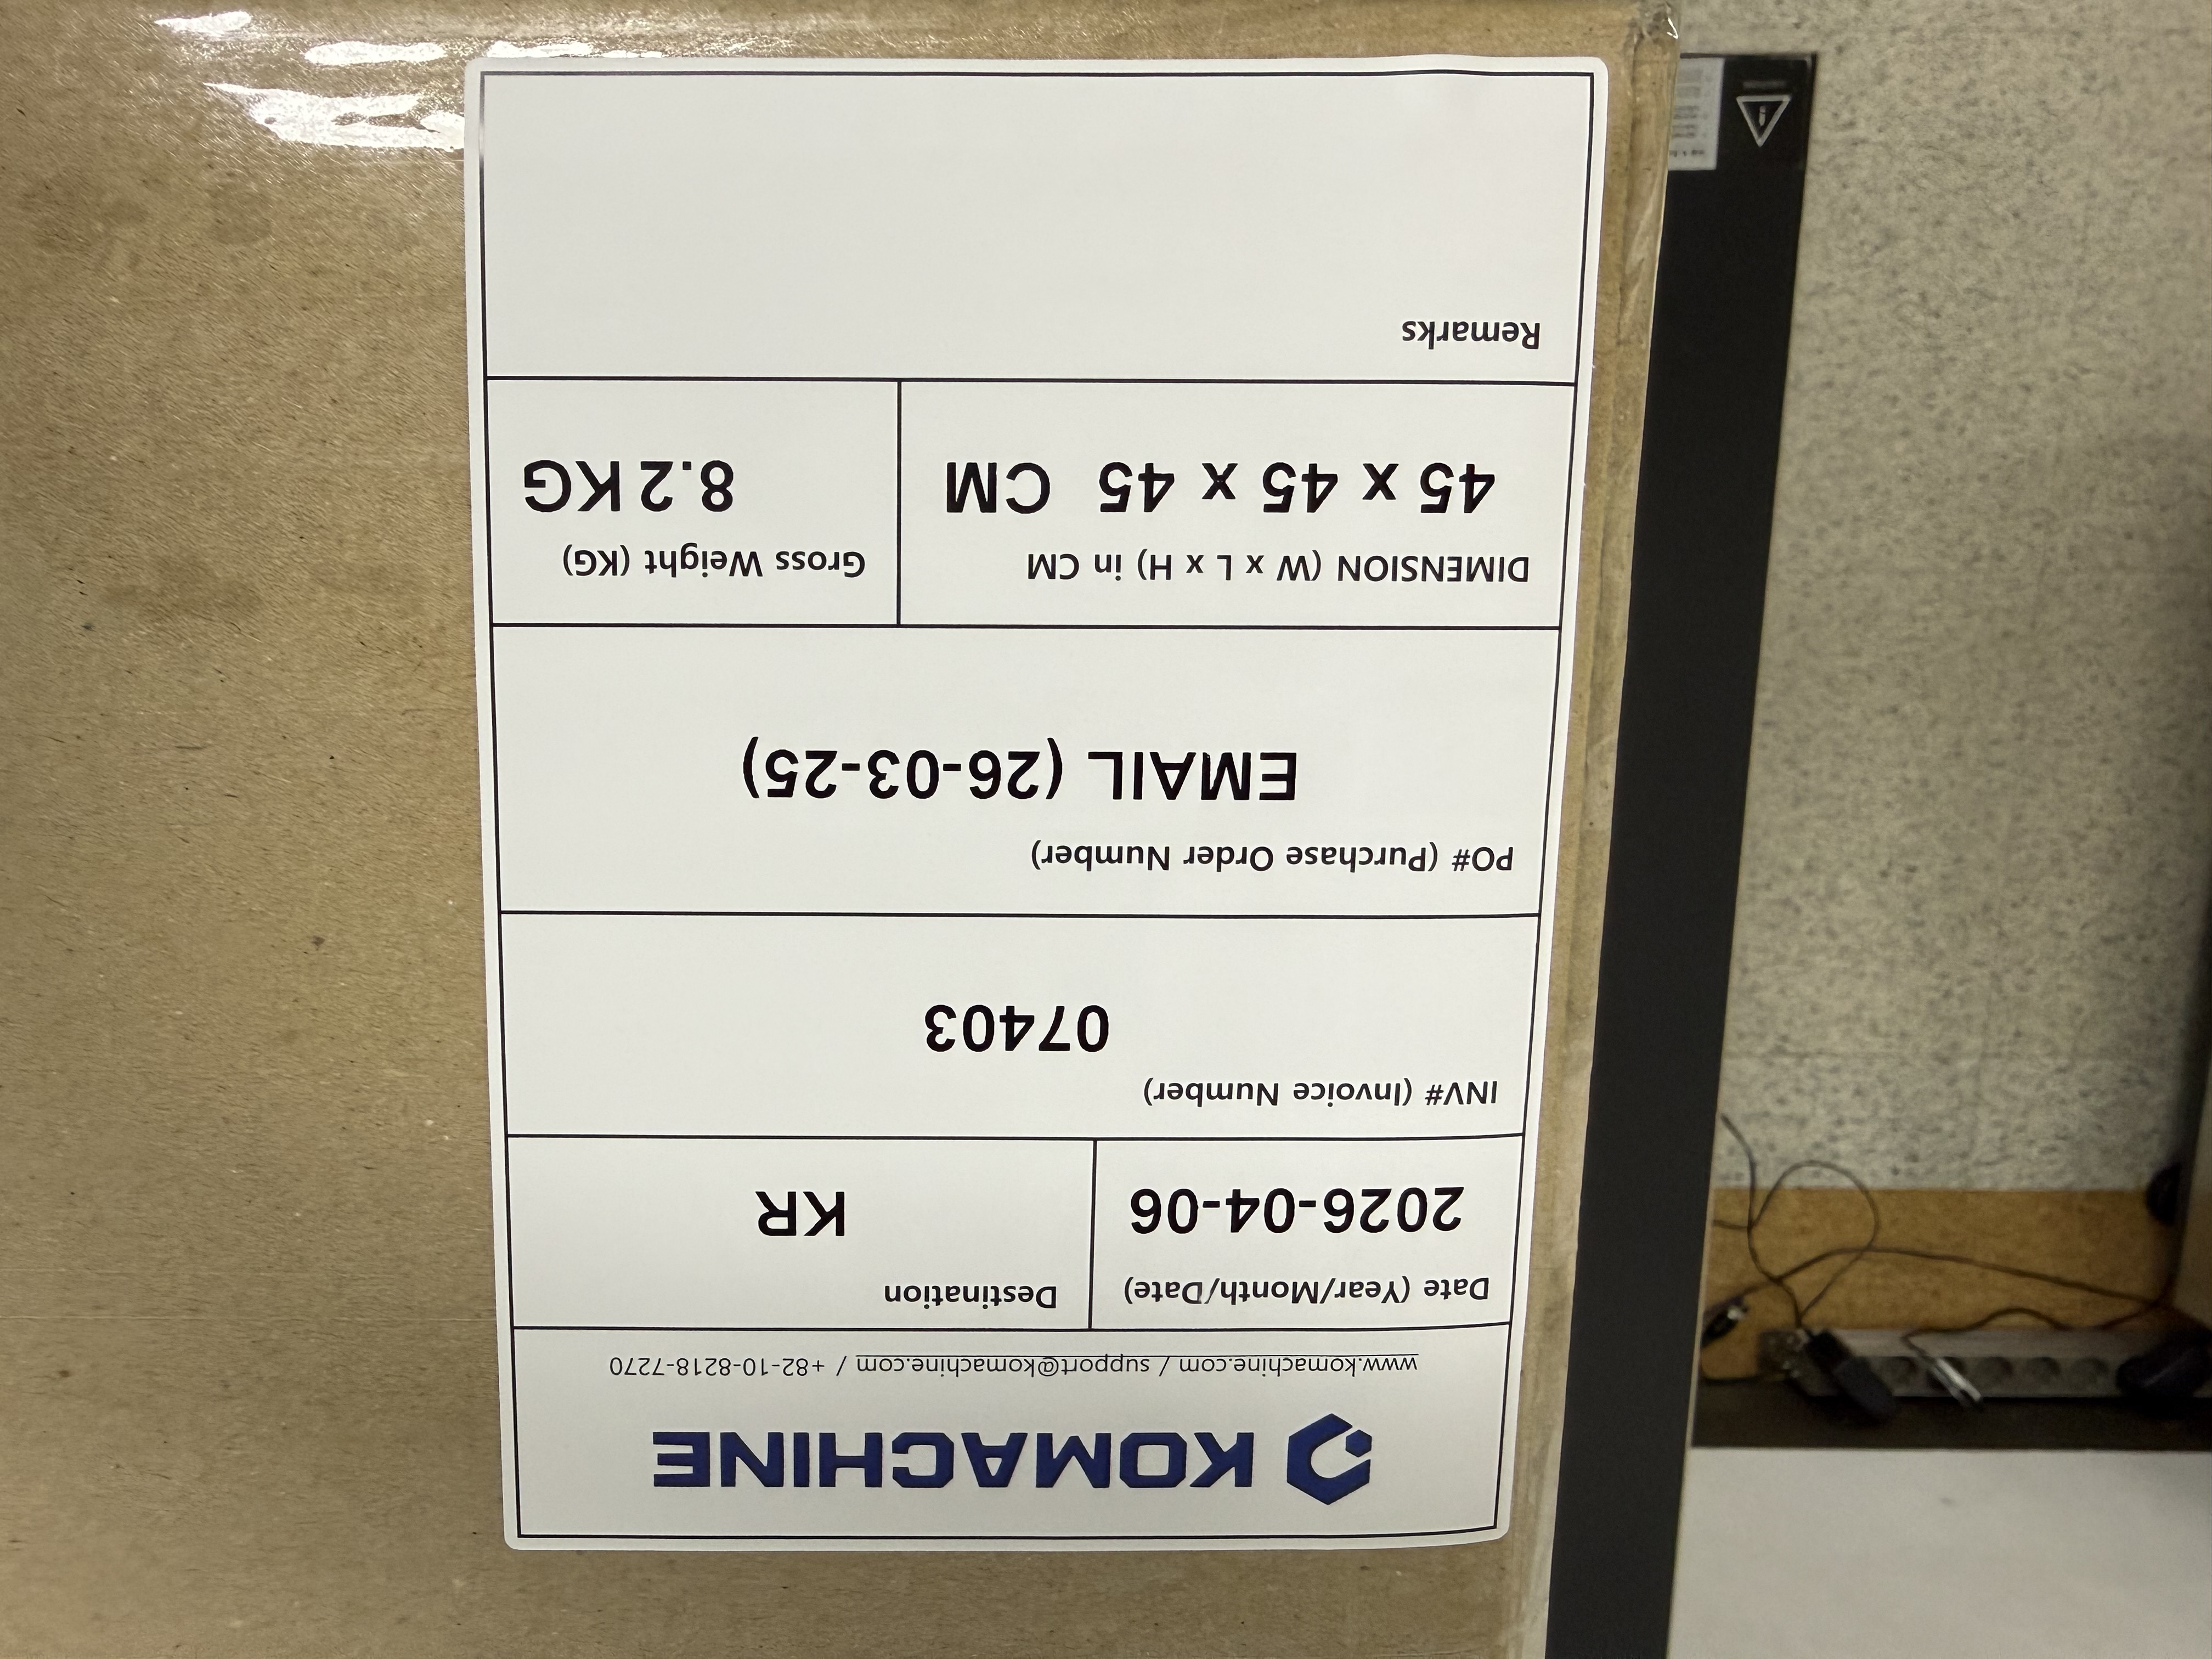 KOMACHINE
www.komachine.com / support@komachine.com / +82-10-8218-7270
Date (Year/Month/Date)
2026-04-06
Destination
KR
INV# (Invoice Number)
07403
PO# (Purchase Order Number)
EMAIL (26-03-25)
DIMENSION (W x L x H) in CM
45 x 45 x 45 CM
Gross Weight (KG)
8.2 KG
Remarks